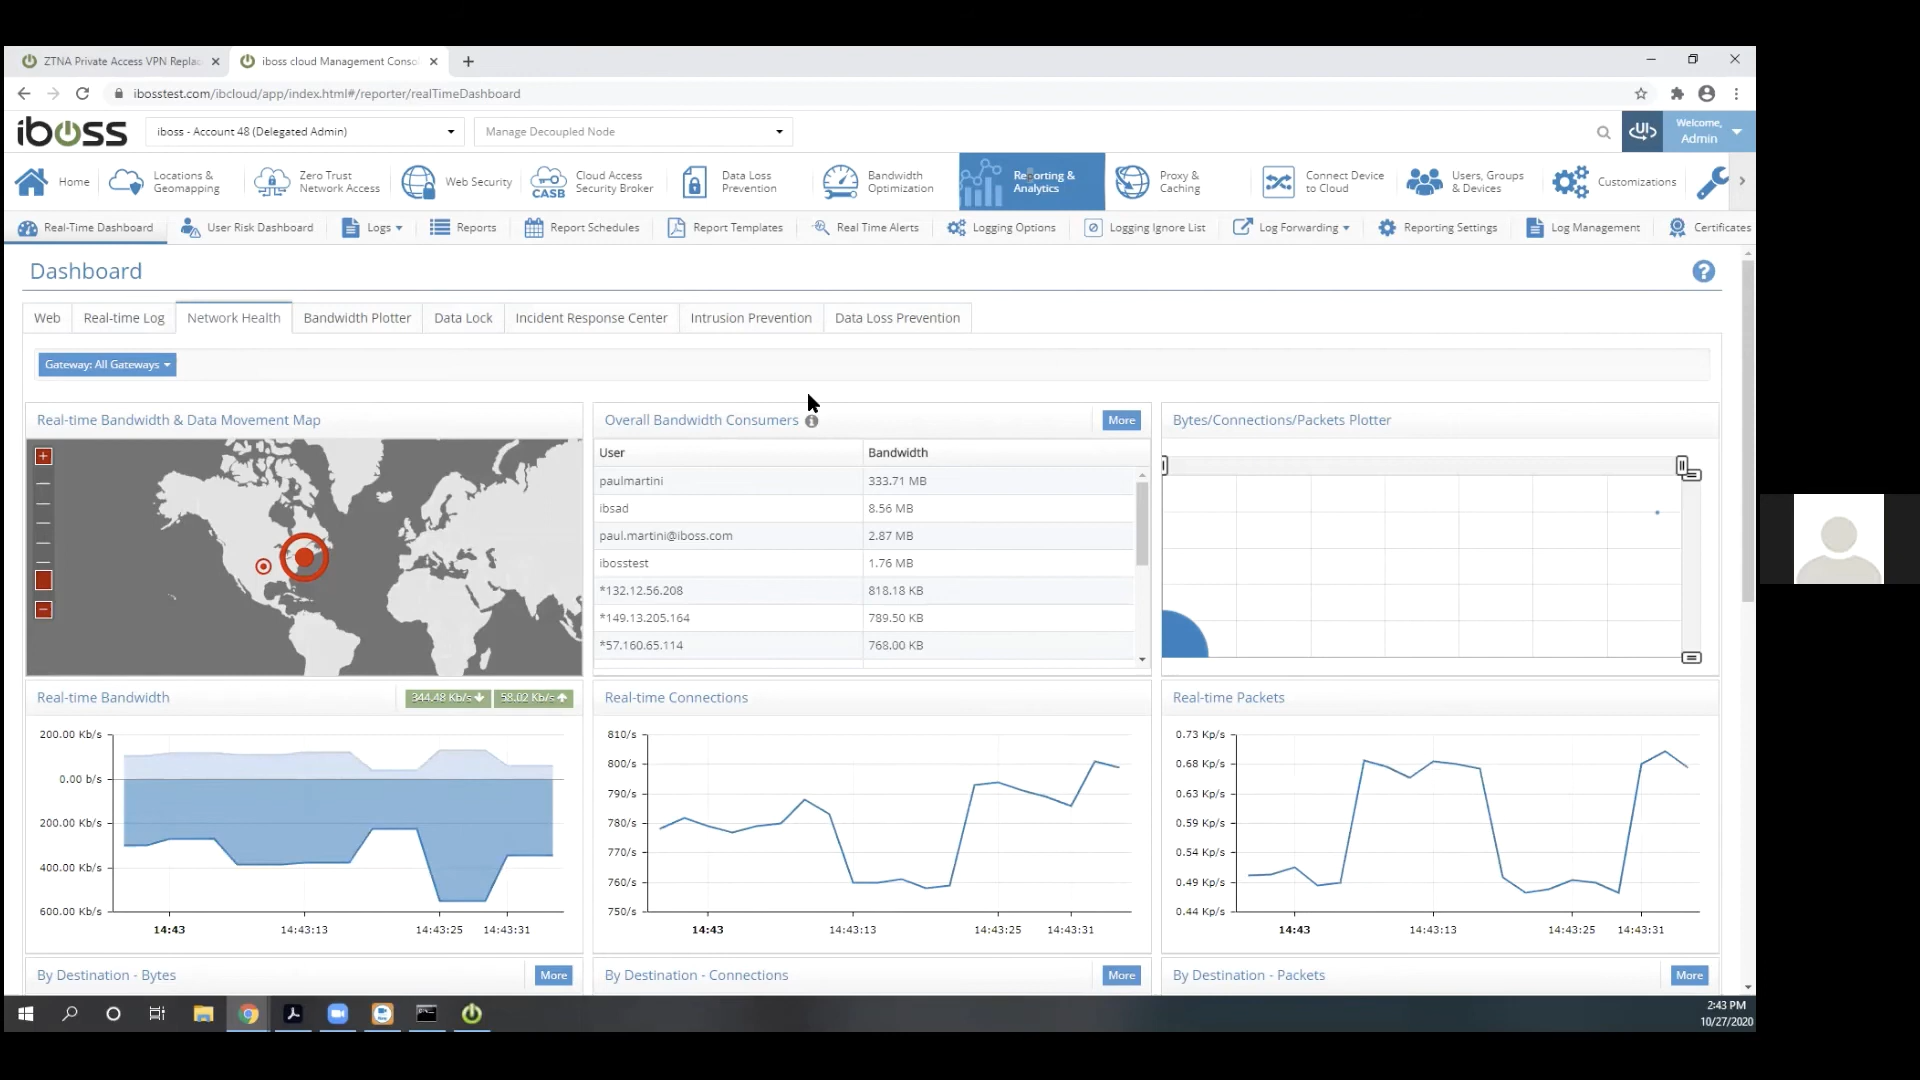 ZTNA Private Access VPN Repla
iboss cloud Management Conso
ibosstest.com/ibcloud/app/index.html#/reporter/realTimeDashboard
iboss
iboss - Account 48 (Delegated Admin)
Manage Decoupled Node
UI
Welcome,
Admin
Home
Locations &
Geomapping
Zero Trust
Network Access
Web Security
CASB
Cloud Access
Security Broker
Data Loss
Prevention
Bandwidth
Optimization
Reporting &
Analytics
Proxy &
Caching
Connect Device
to Cloud
Users, Groups
& Devices
Customizations
Real-Time Dashboard
User Risk Dashboard
Logs
Reports
Report Schedules
Report Templates
Real Time Alerts
Logging Options
Logging Ignore List
Log Forwarding
Reporting Settings
Log Management
Certificates
Dashboard
Web
Real-time Log
Network Health
Bandwidth Plotter
Data Lock
Incident Response Center
Intrusion Prevention
Data Loss Prevention
Gateway: All Gateways
Real-time Bandwidth & Data Movement Map
Overall Bandwidth Consumers
More
User Bandwidth
paulmartini 333.71 MB
ibsad 8.56 MB
paul.martini@iboss.com 2.87 MB
ibosstest 1.76 MB
*132.12.56.208 818.18 KB
*149.13.205.164 789.50 KB
*57.160.65.114 768.00 KB
Bytes/Connections/Packets Plotter
Real-time Bandwidth
344.48 Kb/s
58.02 Kb/s
200.00 Kb/s
0.00 b/s
200.00 Kb/s
400.00 Kb/s
600.00 Kb/s
14:43 14:43:13 14:43:25 14:43:31
Real-time Connections
810/s
800/s
790/s
780/s
770/s
760/s
750/s
14:43 14:43:13 14:43:25 14:43:31
Real-time Packets
0.73 Kp/s
0.68 Kp/s
0.63 Kp/s
0.59 Kp/s
0.54 Kp/s
0.49 Kp/s
0.44 Kp/s
14:43 14:43:13 14:43:25 14:43:31
By Destination - Bytes
More
By Destination - Connections
More
By Destination - Packets
More
2:43 PM
10/27/2020